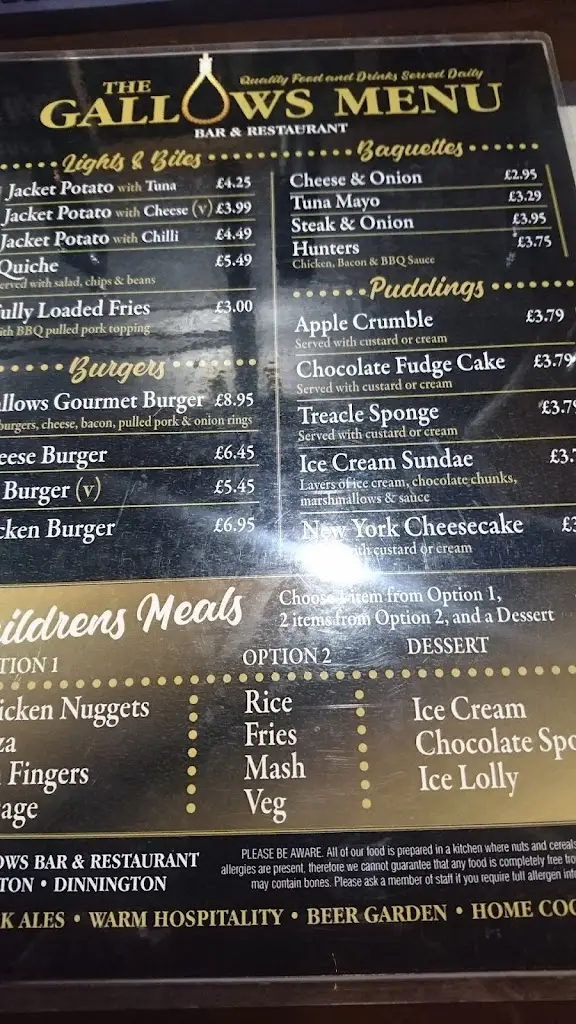 THE
GALLOWS MENU
Quality Food and Drinks Served Daily
BAR & RESTAURANT
Lights & Bites
Jacket Potato with Tuna £4.25
Jacket Potato with Cheese (v) £3.99
Jacket Potato with Chilli £4.49
Quiche £5.49
erved with salad, chips & beans
ully Loaded Fries £3.00
ith BBQ pulled pork topping
Burgers
allows Gourmet Burger £8.95
burgers, cheese, bacon, pulled pork & onion rings
eese Burger £6.45
Burger (v) £5.45
cken Burger £6.95
Baguettes
Cheese & Onion £2.95
Tuna Mayo £3.29
Steak & Onion £3.95
Hunters £3.75
Chicken, Bacon & BBQ Sauce
Puddings
Apple Crumble £3.79
Served with custard or cream
Chocolate Fudge Cake £3.79
Served with custard or cream
Treacle Sponge £3.79
Served with custard or cream
Ice Cream Sundae £3.7
Layers of ice cream, chocolate chunks,
marshmallows & sauce
New York Cheesecake £3
with custard or cream
ildrens Meals
Choose 1 item from Option 1,
2 items from Option 2, and a Dessert
TION 1
icken Nuggets
za
Fingers
age
OPTION 2
Rice
Fries
Mash
Veg
DESSERT
Ice Cream
Chocolate Spo
Ice Lolly
OWS BAR & RESTAURANT
TON • DINNINGTON
PLEASE BE AWARE. All of our food is prepared in a kitchen where nuts and cereals
allergies are present, therefore we cannot guarantee that any food is completely free fro
may contain bones. Please ask a member of staff if you require full allergen inf
K ALES • WARM HOSPITALITY • BEER GARDEN • HOME COO